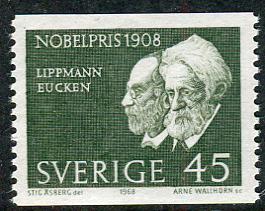 NOBELPRIS 1908
LIPPMANN
EUCKEN
SVERIGE 45
STIG ÅSBERG del 1968 ARNE WALLHORN sc